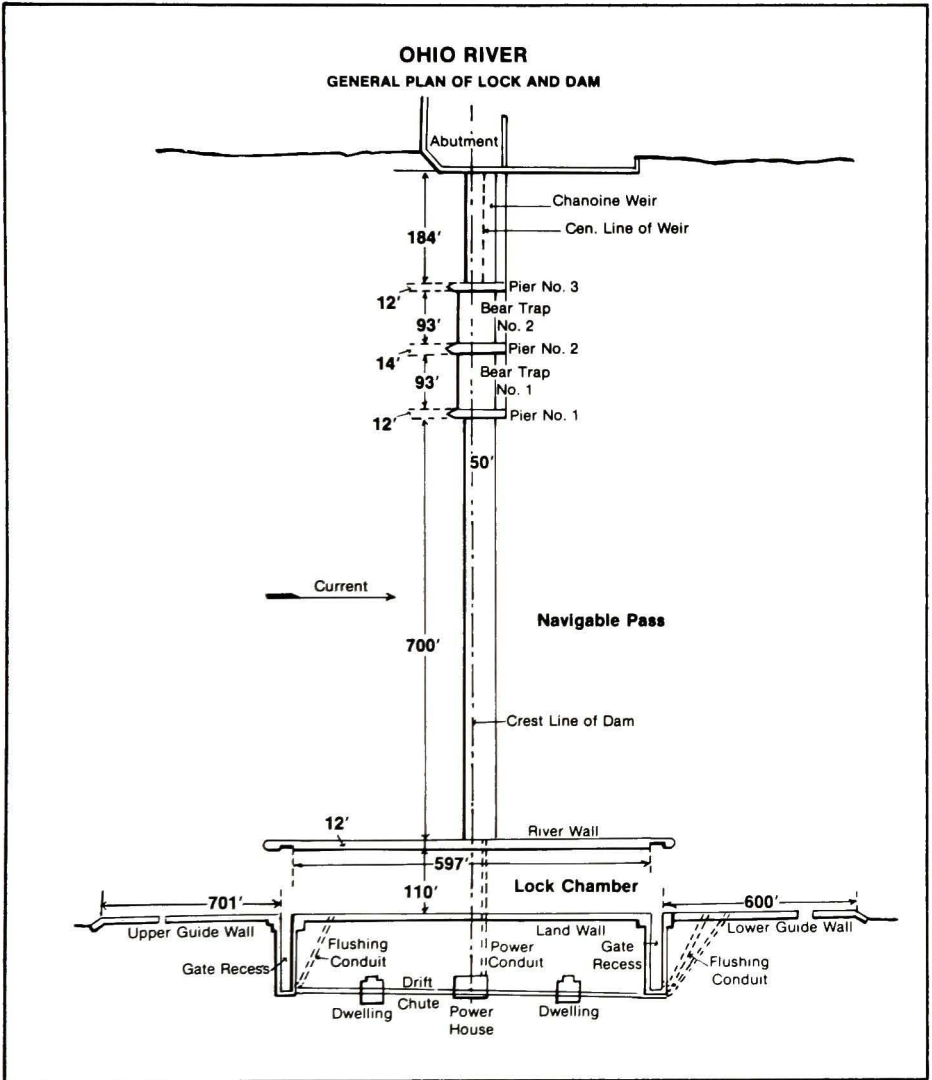 OHIO RIVER
GENERAL PLAN OF LOCK AND DAM
Abutment
Chanoine Weir
Cen. Line of Weir
184'
Pier No. 3
12'
Bear Trap
No. 2
93'
Pier No. 2
14'
Bear Trap
No. 1
93'
Pier No. 1
12'
50'
Current
Navigable Pass
700'
Crest Line of Dam
12'
River Wall
597'
110'
Lock Chamber
701'
600'
Upper Guide Wall
Land Wall
Lower Guide Wall
Gate Recess
Flushing
Conduit
Power
Conduit
Gate
Recess
Flushing
Conduit
Drift
Chute
Dwelling
Power
House
Dwelling